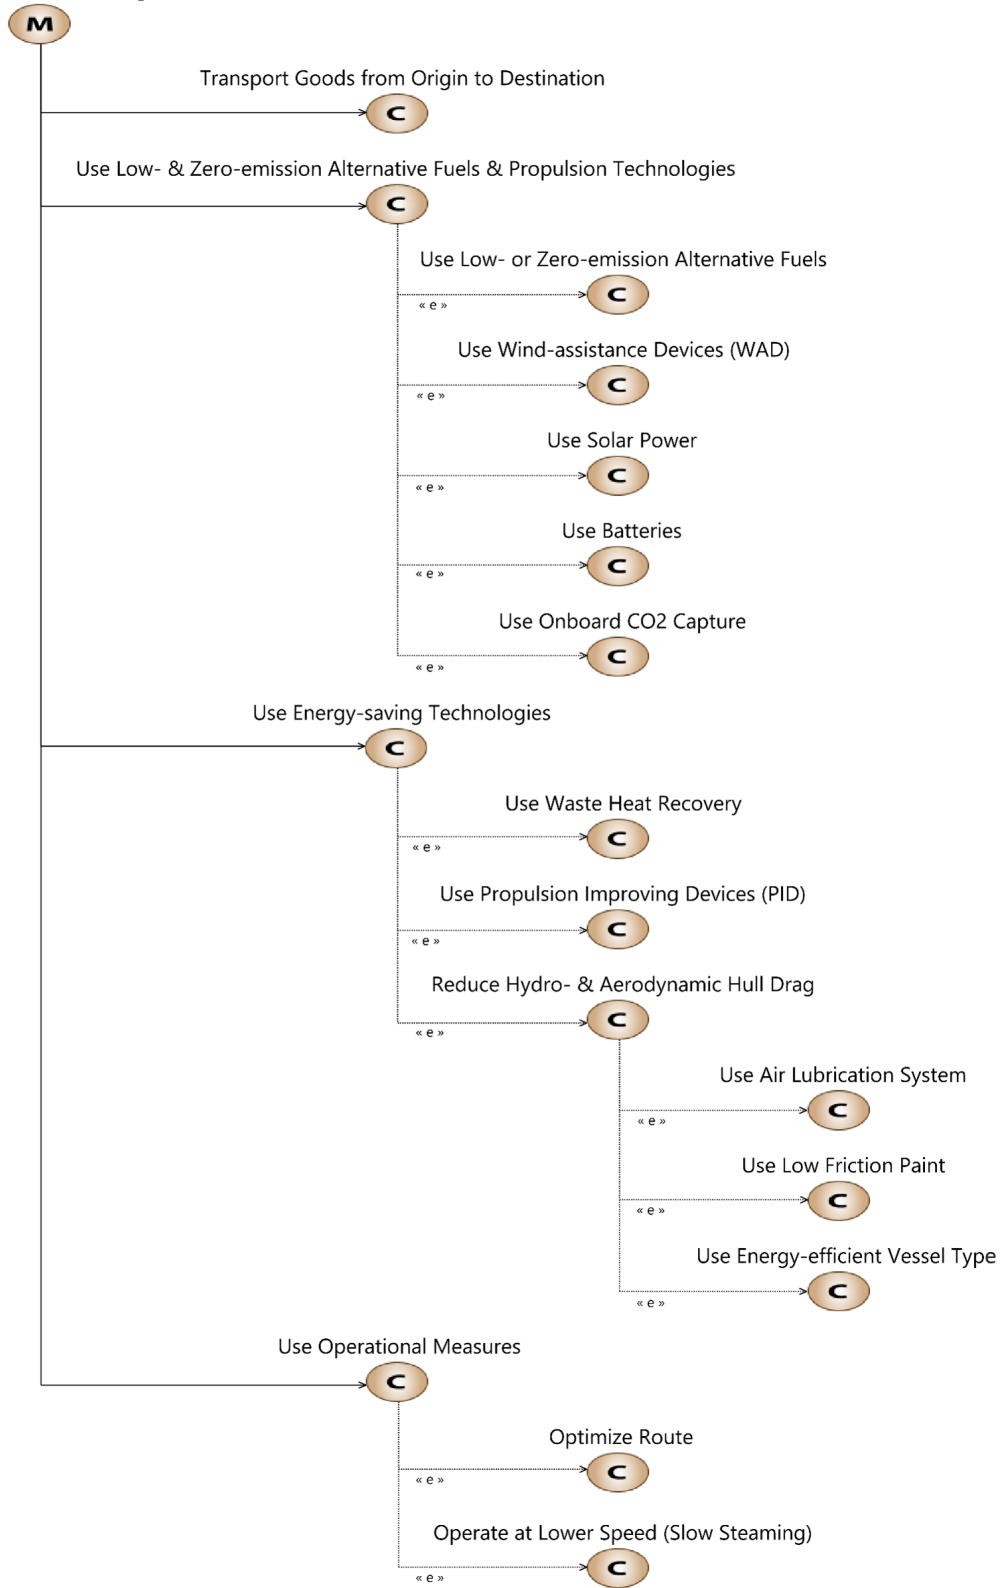 M
Transport Goods from Origin to Destination
C
Use Low- & Zero-emission Alternative Fuels & Propulsion Technologies
C
Use Low- or Zero-emission Alternative Fuels
C
« e »
Use Wind-assistance Devices (WAD)
C
« e »
Use Solar Power
C
« e »
Use Batteries
C
« e »
Use Onboard CO2 Capture
C
« e »
Use Energy-saving Technologies
C
Use Waste Heat Recovery
C
« e »
Use Propulsion Improving Devices (PID)
C
« e »
Reduce Hydro- & Aerodynamic Hull Drag
C
« e »
Use Air Lubrication System
C
« e »
Use Low Friction Paint
C
« e »
Use Energy-efficient Vessel Type
C
« e »
Use Operational Measures
C
Optimize Route
C
« e »
Operate at Lower Speed (Slow Steaming)
C
« e »